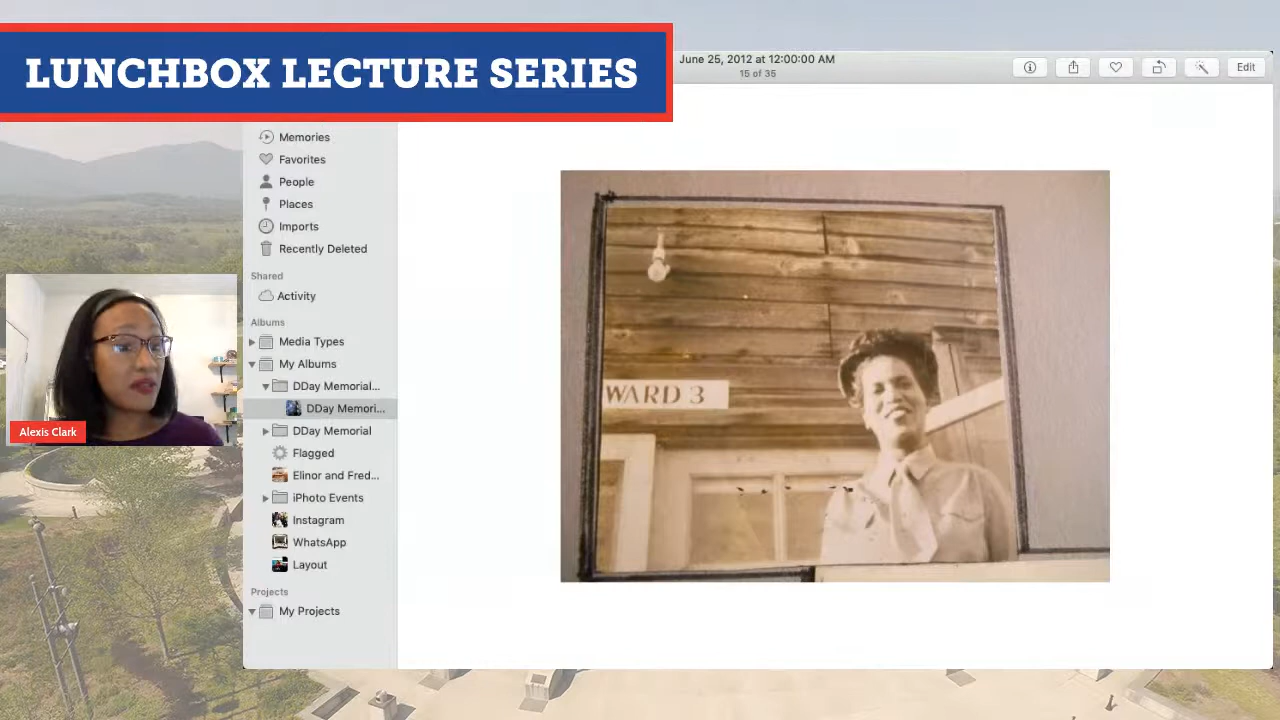 LUNCHBOX LECTURE SERIES
June 25, 2012 at 12:00:00 AM
15 of 35
Edit
Memories
Favorites
People
Places
Imports
Recently Deleted
Shared
Activity
Albums
Media Types
My Albums
DDay Memorial...
DDay Memori...
DDay Memorial
Flagged
Elinor and Fred...
iPhoto Events
Instagram
WhatsApp
Layout
Projects
My Projects
Alexis Clark
WARD 3